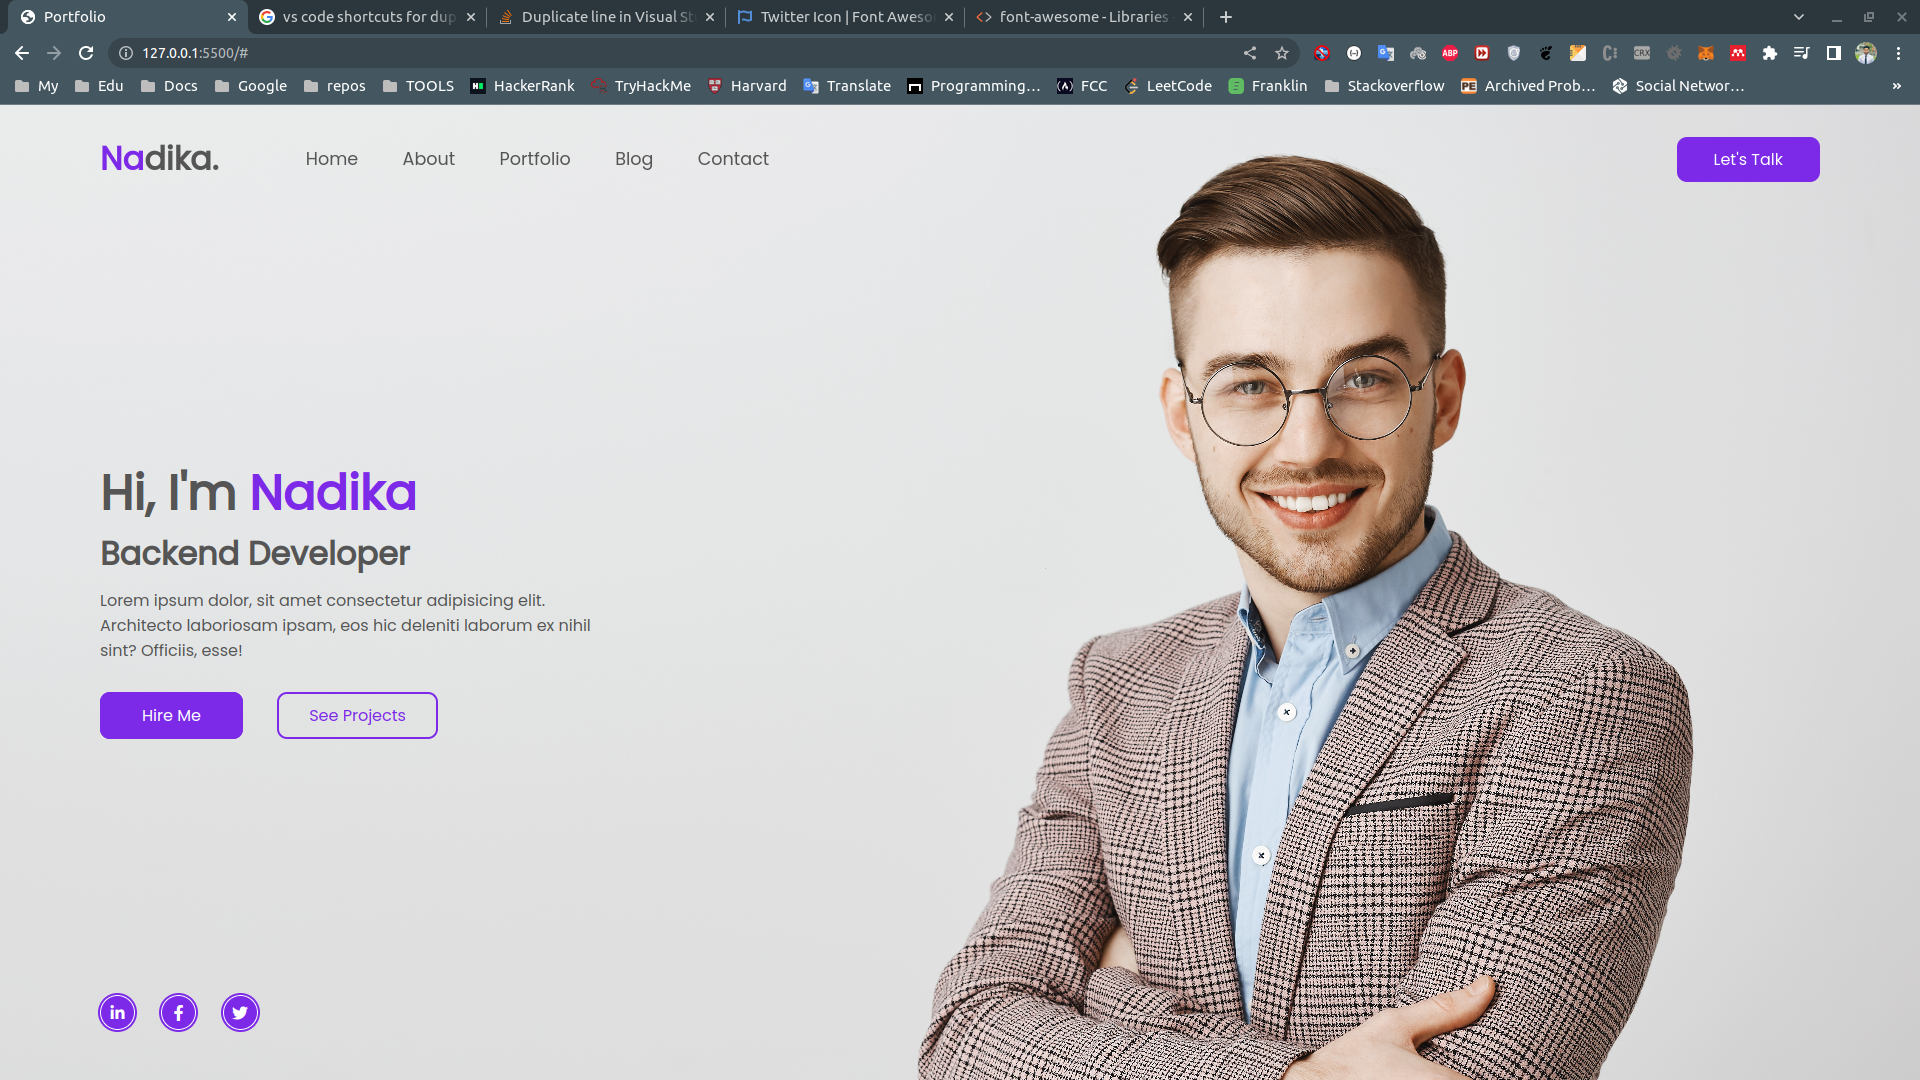 Portfolio
vs code shortcuts for dup
Duplicate line in Visual St
Twitter Icon | Font Aweso
font-awesome - Libraries
127.0.0.1:5500/#
ABP
CRX
My
Edu
Docs
Google
repos
TOOLS
HackerRank
TryHackMe
Harvard
Translate
Programming...
FCC
LeetCode
Franklin
Stackoverflow
PE
Archived Prob...
Social Networ...
Nadika.
Home
About
Portfolio
Blog
Contact
Let's Talk
Hi, I'm Nadika
Backend Developer
Lorem ipsum dolor, sit amet consectetur adipisicing elit.
Architecto laboriosam ipsam, eos hic deleniti laborum ex nihil
sint? Officiis, esse!
Hire Me
See Projects
in
f